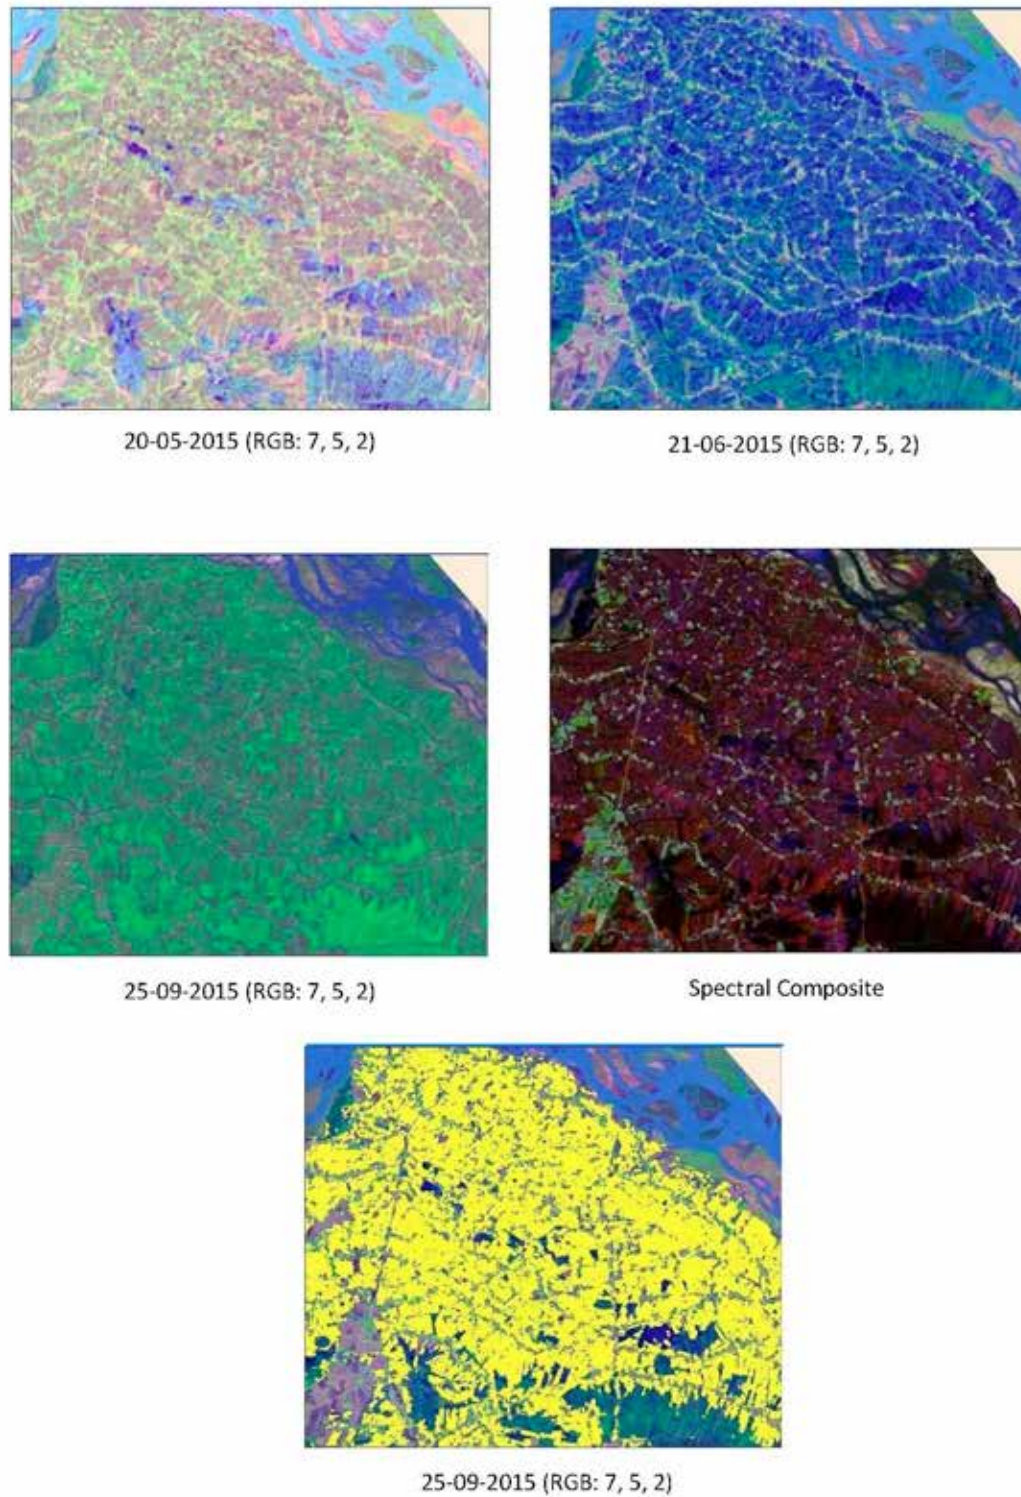 20-05-2015 (RGB: 7, 5, 2)
21-06-2015 (RGB: 7, 5, 2)
25-09-2015 (RGB: 7, 5, 2)
Spectral Composite
25-09-2015 (RGB: 7, 5, 2)